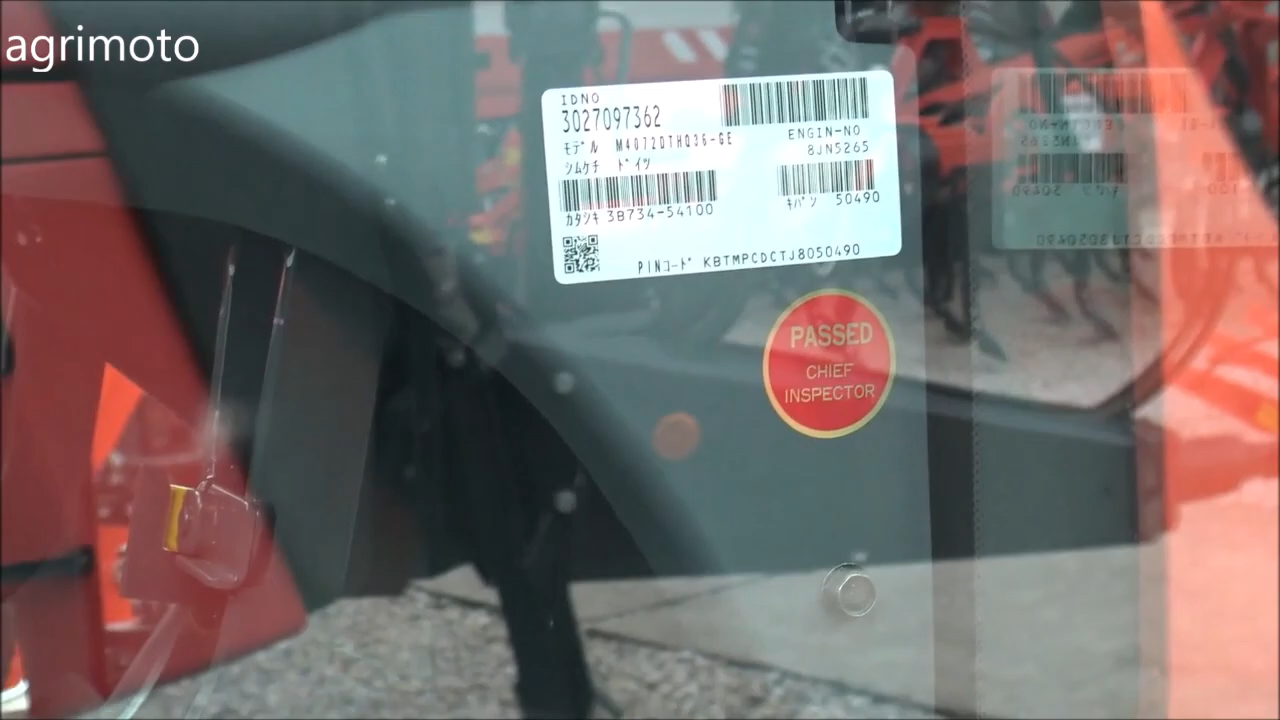 agrimoto
IDNO
3027097362
モデル M4072DTHQ36-GE
ENGIN-NO
8JN5265
シムケチ ドイツ
カタシキ 3B734-54100
キバン 50490
PINコード KBTMPCDCTJ8050490
PASSED
CHIEF
INSPECTOR